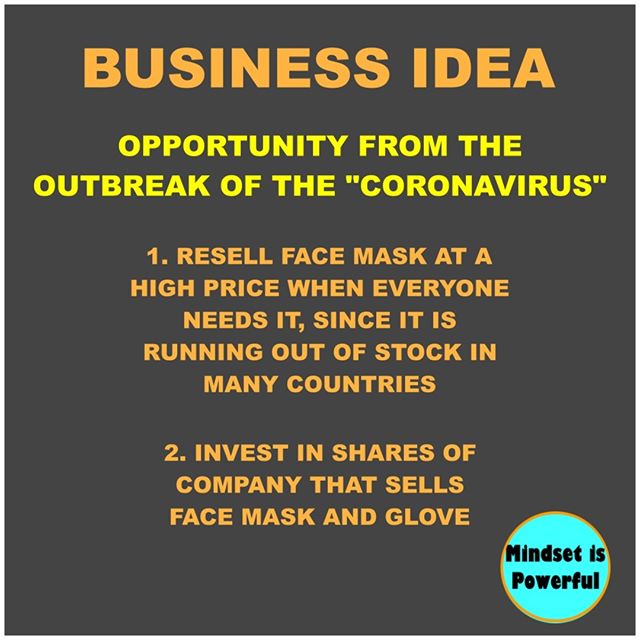 BUSINESS IDEA
OPPORTUNITY FROM THE
OUTBREAK OF THE "CORONAVIRUS"
1. RESELL FACE MASK AT A
HIGH PRICE WHEN EVERYONE
NEEDS IT, SINCE IT IS
RUNNING OUT OF STOCK IN
MANY COUNTRIES
2. INVEST IN SHARES OF
COMPANY THAT SELLS
FACE MASK AND GLOVE
Mindset is
Powerful